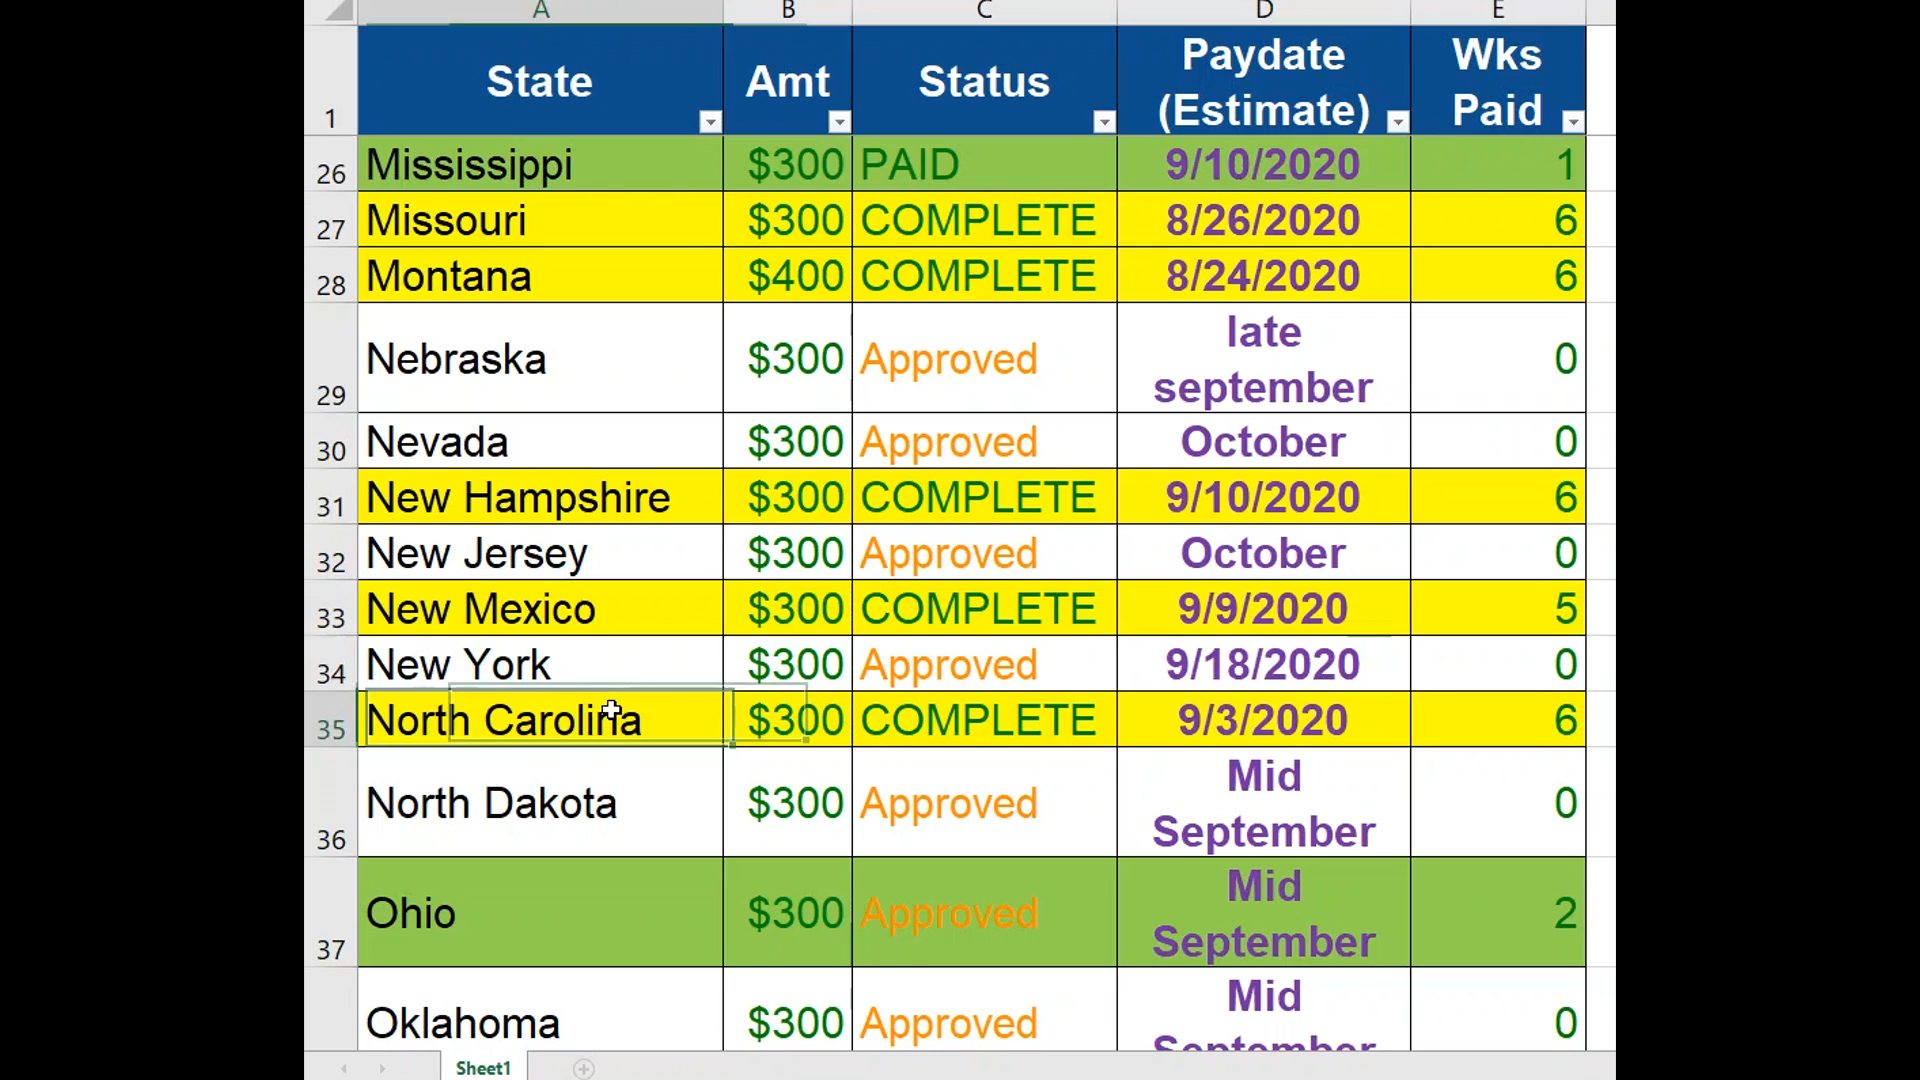 A B C D E
1 State Amt Status Paydate (Estimate) Wks Paid
26 Mississippi $300 PAID 9/10/2020 1
27 Missouri $300 COMPLETE 8/26/2020 6
28 Montana $400 COMPLETE 8/24/2020 6
29 Nebraska $300 Approved late september 0
30 Nevada $300 Approved October 0
31 New Hampshire $300 COMPLETE 9/10/2020 6
32 New Jersey $300 Approved October 0
33 New Mexico $300 COMPLETE 9/9/2020 5
34 New York $300 Approved 9/18/2020 0
35 North Carolina $300 COMPLETE 9/3/2020 6
36 North Dakota $300 Approved Mid September 0
37 Ohio $300 Approved Mid September 2
Oklahoma $300 Approved Mid September 0
Sheet1